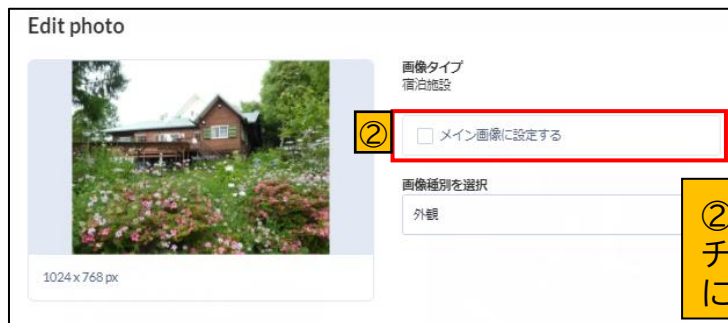 Edit photo
画像タイプ
宿泊施設
②
メイン画像に設定する
画像種別を選択
外観
1024 x 768 px
②
チ
に